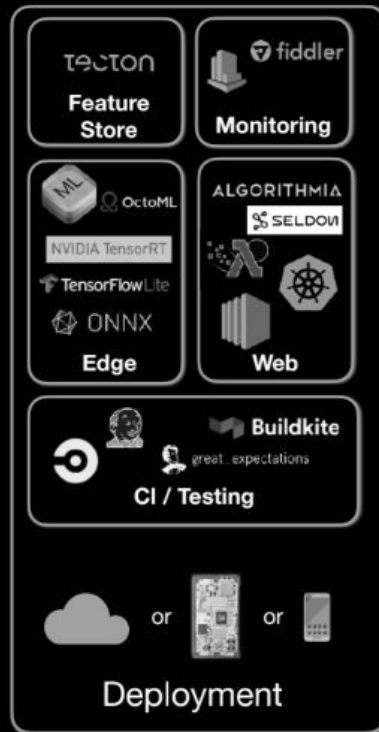 TECTON
Feature
Store
fiddler
Monitoring
ML
OctoML
NVIDIA TensorRT
TensorFlow Lite
ONNX
Edge
ALGORITHMIA
SELDON
Web
Buildkite
great_expectations
CI / Testing
or
or
Deployment